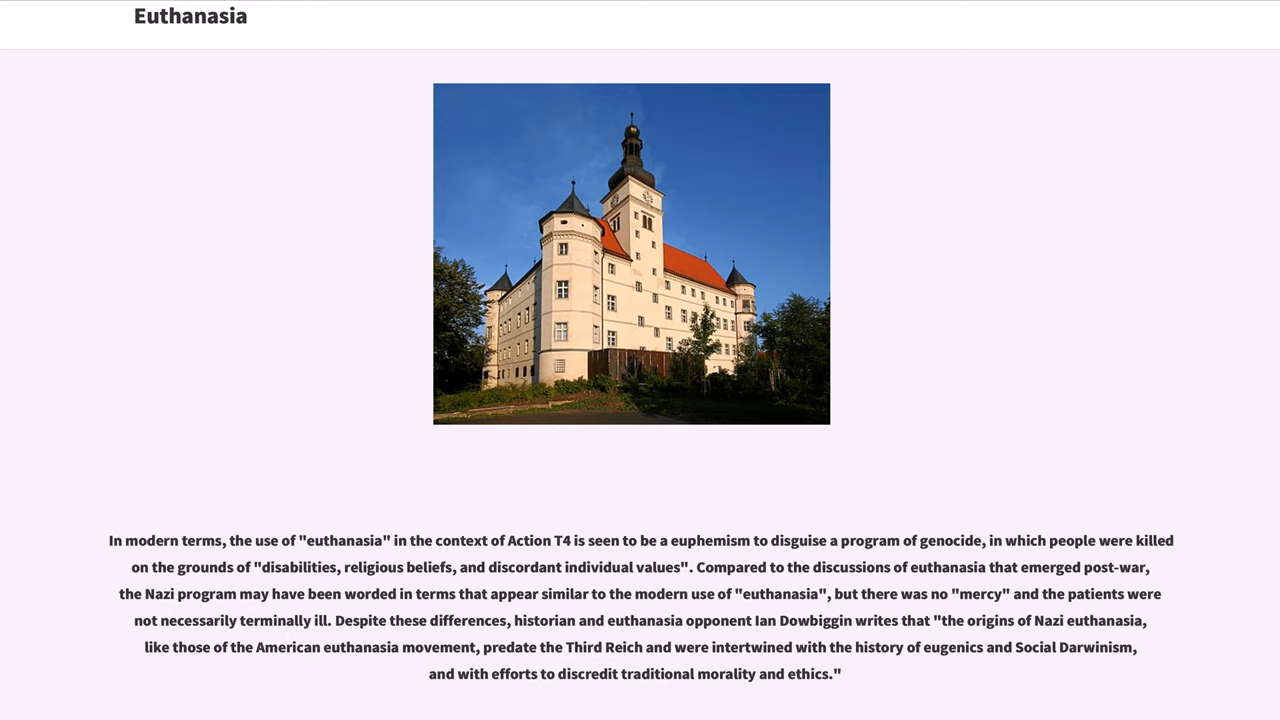 Euthanasia
In modern terms, the use of "euthanasia" in the context of Action T4 is seen to be a euphemism to disguise a program of genocide, in which people were killed
on the grounds of "disabilities, religious beliefs, and discordant individual values". Compared to the discussions of euthanasia that emerged post-war,
the Nazi program may have been worded in terms that appear similar to the modern use of "euthanasia", but there was no "mercy" and the patients were
not necessarily terminally ill. Despite these differences, historian and euthanasia opponent Ian Dowbiggin writes that "the origins of Nazi euthanasia,
like those of the American euthanasia movement, predate the Third Reich and were intertwined with the history of eugenics and Social Darwinism,
and with efforts to discredit traditional morality and ethics."